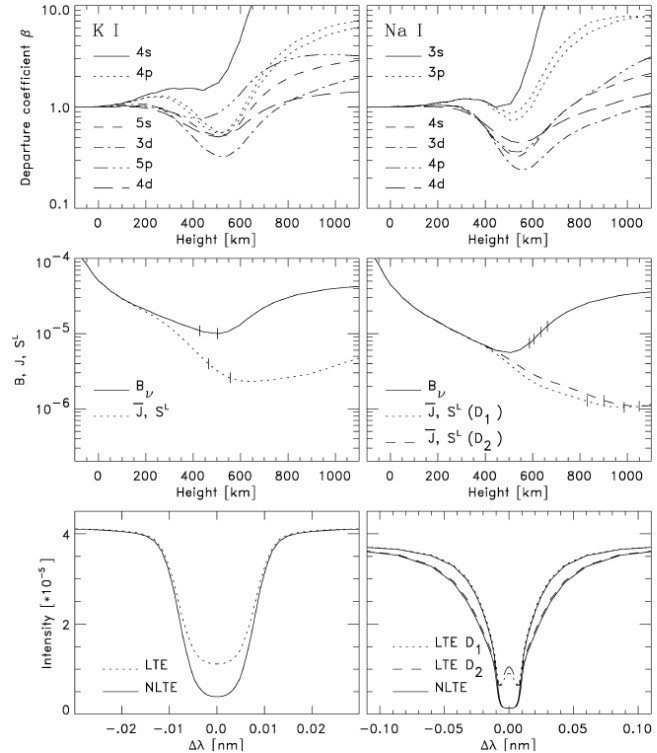 K I
Na I
10.0
1.0
0.1
Departure coefficient β
4s
4p
5s
3d
5p
4d
3s
3p
4s
3d
4p
4d
0 200 400 600 800 1000
Height [km]
0 200 400 600 800 1000
Height [km]
10⁻⁴
10⁻⁵
10⁻⁶
B, J, Sᴸ
Bν
J̅, Sᴸ
Bν
J̅, Sᴸ (D₁)
J̅, Sᴸ (D₂)
0 200 400 600 800 1000
Height [km]
0 200 400 600 800 1000
Height [km]
4
2
0
Intensity [*10⁻⁵]
LTE
NLTE
LTE D₁
LTE D₂
NLTE
-.02 -.01 0.0 0.01 0.02
Δλ [nm]
-0.10 -0.05 0.00 0.05 0.10
Δλ [nm]